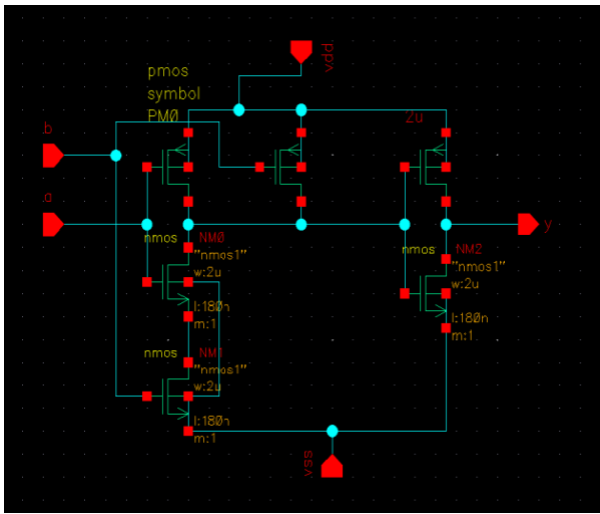 pmos
symbol
PM0
vdd
2u
b
a
nmos
NM0
"nmos1"
w:2u
l:180n
m:1
nmos
NM2
"nmos1"
w:2u
l:180n
m:1
y
nmos
NM1
"nmos1"
w:2u
l:180n
m:1
vss